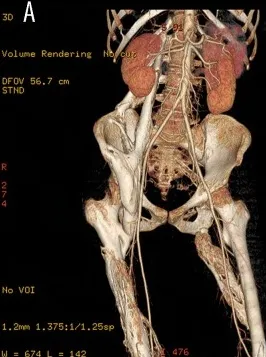 3D
A
Volume Rendering No cut
DFOV 56.7 cm
STND
R
2
7
4
No VOI
1.2mm 1.375:1/1.25sp
W = 674 L = 142
476